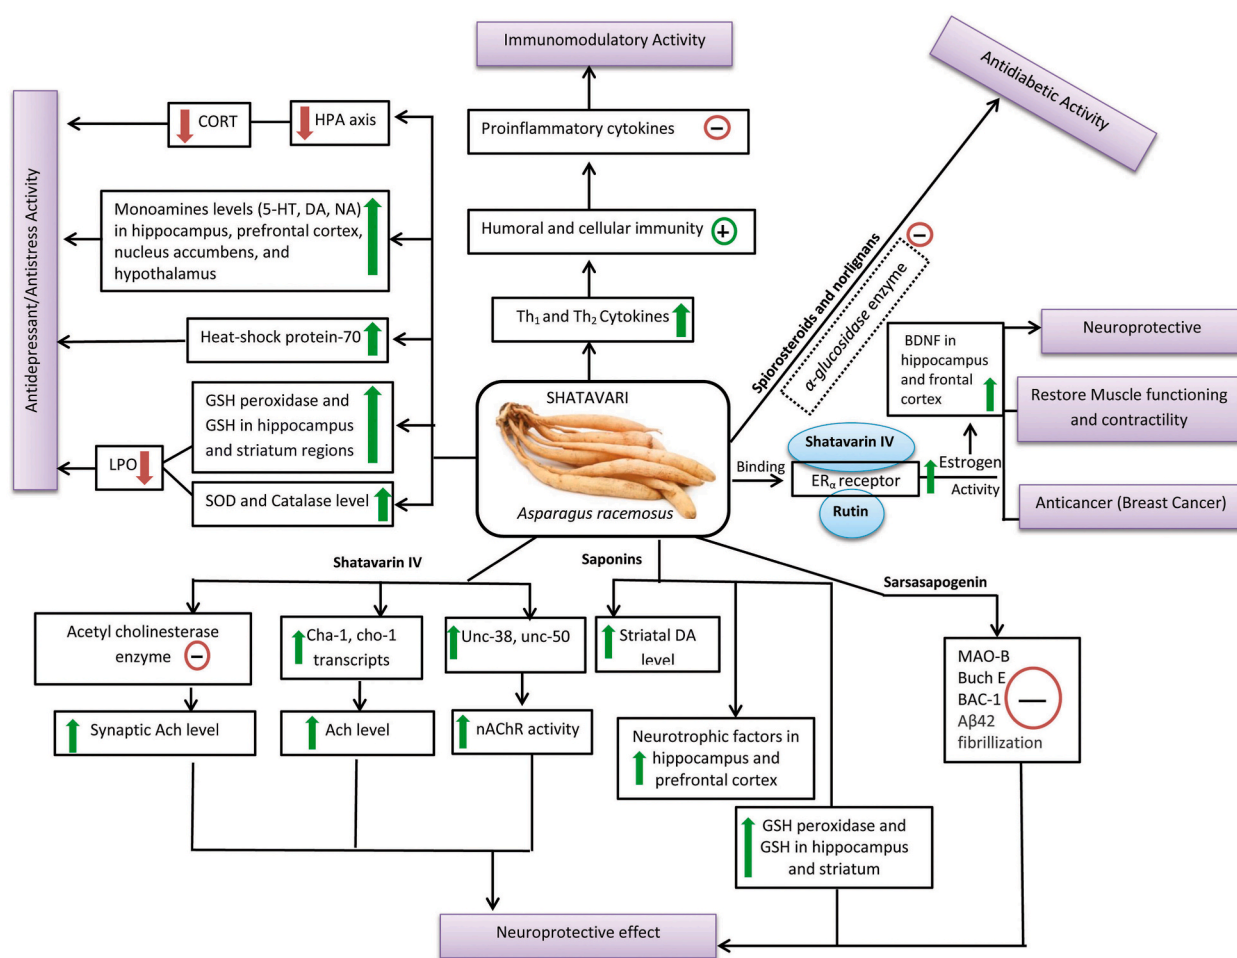 Immunomodulatory Activity
Antidiabetic Activity
Antidepressant/Antistress Activity
CORT
HPA axis
Proinflammatory cytokines
−
Monoamines levels (5-HT, DA, NA)
in hippocampus, prefrontal cortex,
nucleus accumbens, and
hypothalamus
Humoral and cellular immunity
+
Heat-shock protein-70
Th₁ and Th₂ Cytokines
Spiorosteroids and norlignans
−
α-glucosidase enzyme
GSH peroxidase and
GSH in hippocampus
and striatum regions
LPO
SOD and Catalase level
SHATAVARI
Asparagus racemosus
Binding
Shatavarin IV
ERα receptor
Rutin
Estrogen
Activity
BDNF in
hippocampus
and frontal
cortex
Neuroprotective
Restore Muscle functioning
and contractility
Anticancer (Breast Cancer)
Shatavarin IV
Saponins
Sarsasapogenin
Acetyl cholinesterase
enzyme −
Cha-1, cho-1
transcripts
Unc-38, unc-50
Striatal DA
level
MAO-B
Buch E
BAC-1
Aβ42
fibrillization
−
Synaptic Ach level
Ach level
nAChR activity
Neurotrophic factors in
hippocampus and
prefrontal cortex
GSH peroxidase and
GSH in hippocampus
and striatum
Neuroprotective effect